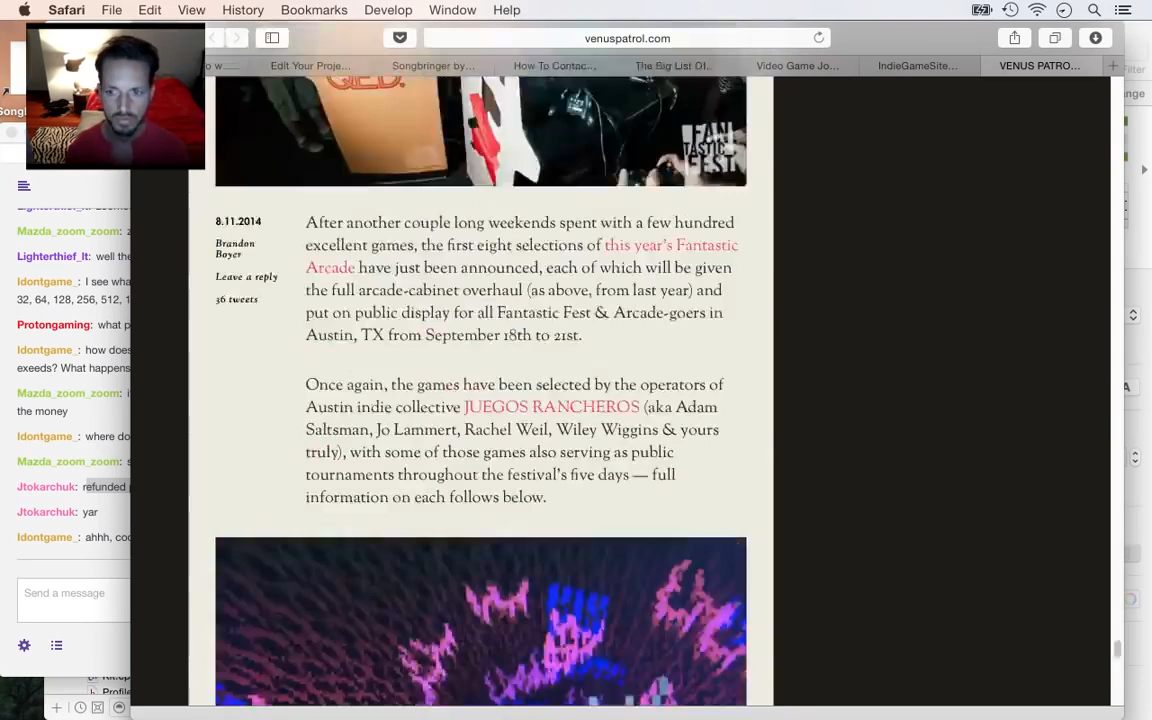 Safari File Edit View History Bookmarks Develop Window Help
venuspatrol.com
Edit Your Proje... Songbringer by... How To Contac... The Big List Of... Video Game Jo... IndieGameSite... VENUS PATRO...
Filter
Q.E.D.
FAN
TASTIC
FEST
8.11.2014
Brandon
Boyer
Leave a reply
36 tweets
After another couple long weekends spent with a few hundred
excellent games, the first eight selections of this year's Fantastic
Arcade have just been announced, each of which will be given
the full arcade-cabinet overhaul (as above, from last year) and
put on public display for all Fantastic Fest & Arcade-goers in
Austin, TX from September 18th to 21st.
Once again, the games have been selected by the operators of
Austin indie collective JUEGOS RANCHEROS (aka Adam
Saltsman, Jo Lammert, Rachel Weil, Wiley Wiggins & yours
truly), with some of those games also serving as public
tournaments throughout the festival's five days — full
information on each follows below.
Mazda_zoom_zoom:
Lighterthief_lt: well the
Idontgame_: I see wha
32, 64, 128, 256, 512, 1
Protongaming: what p
Idontgame_: how does
exeeds? What happens
Mazda_zoom_zoom: i
the money
Idontgame_: where do
Mazda_zoom_zoom: s
Jtokarchuk: refunded
Jtokarchuk: yar
Idontgame_: ahhh, coo
Send a message
Profile